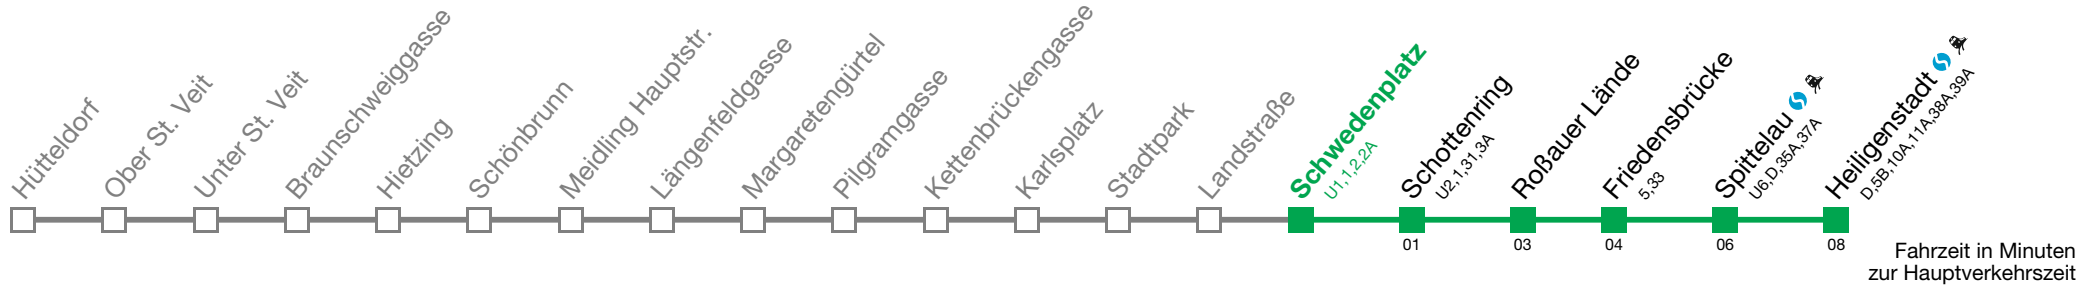 Hütteldorf
Ober St. Veit
Unter St. Veit
Braunschweiggasse
Hietzing
Schönbrunn
Meidling Hauptstr.
Längenfeldgasse
Margaretengürtel
Pilgramgasse
Kettenbrückengasse
Karlsplatz
Stadtpark
Landstraße
Schwedenplatz
U1,1,2,2A
Schottenring
U2,1,31,3A
01
Roßauer Lände
03
Friedensbrücke
5,33
04
Spittelau
U6,D,35A,37A
06
Heiligenstadt
D,5B,10A,11A,38A,39A
08
Fahrzeit in Minuten
zur Hauptverkehrszeit